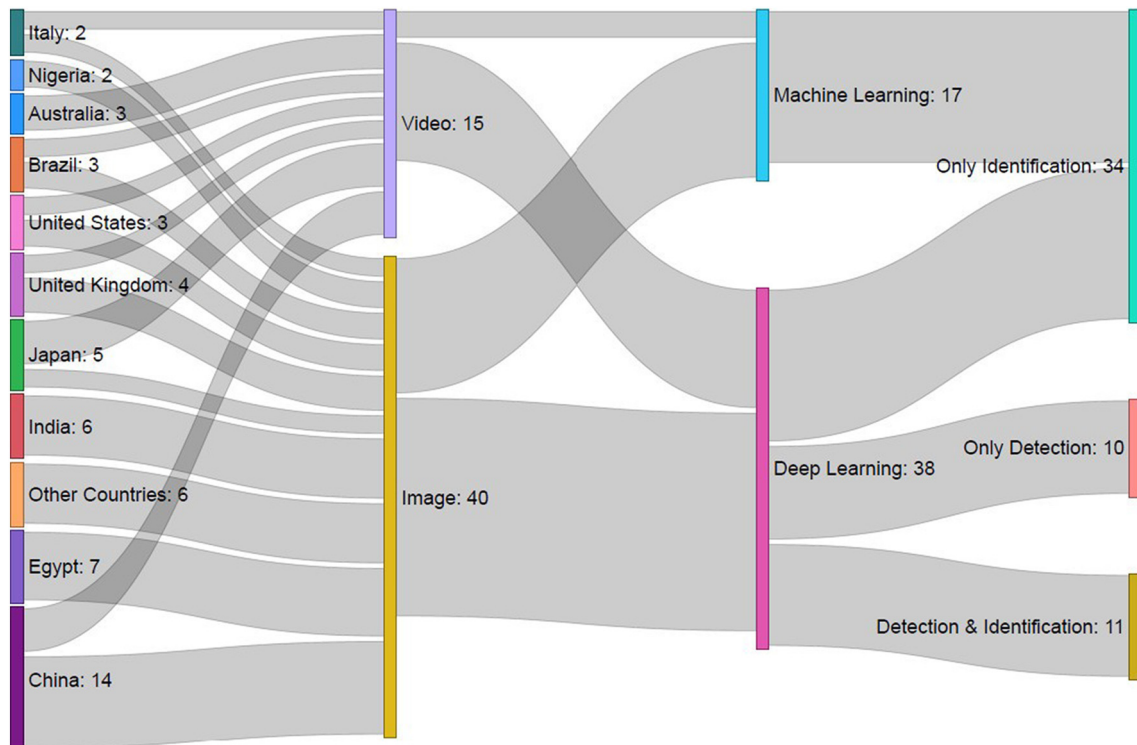 Italy: 2
Nigeria: 2
Australia: 3
Brazil: 3
United States: 3
United Kingdom: 4
Japan: 5
India: 6
Other Countries: 6
Egypt: 7
China: 14
Video: 15
Image: 40
Machine Learning: 17
Deep Learning: 38
Only Identification: 34
Only Detection: 10
Detection & Identification: 11